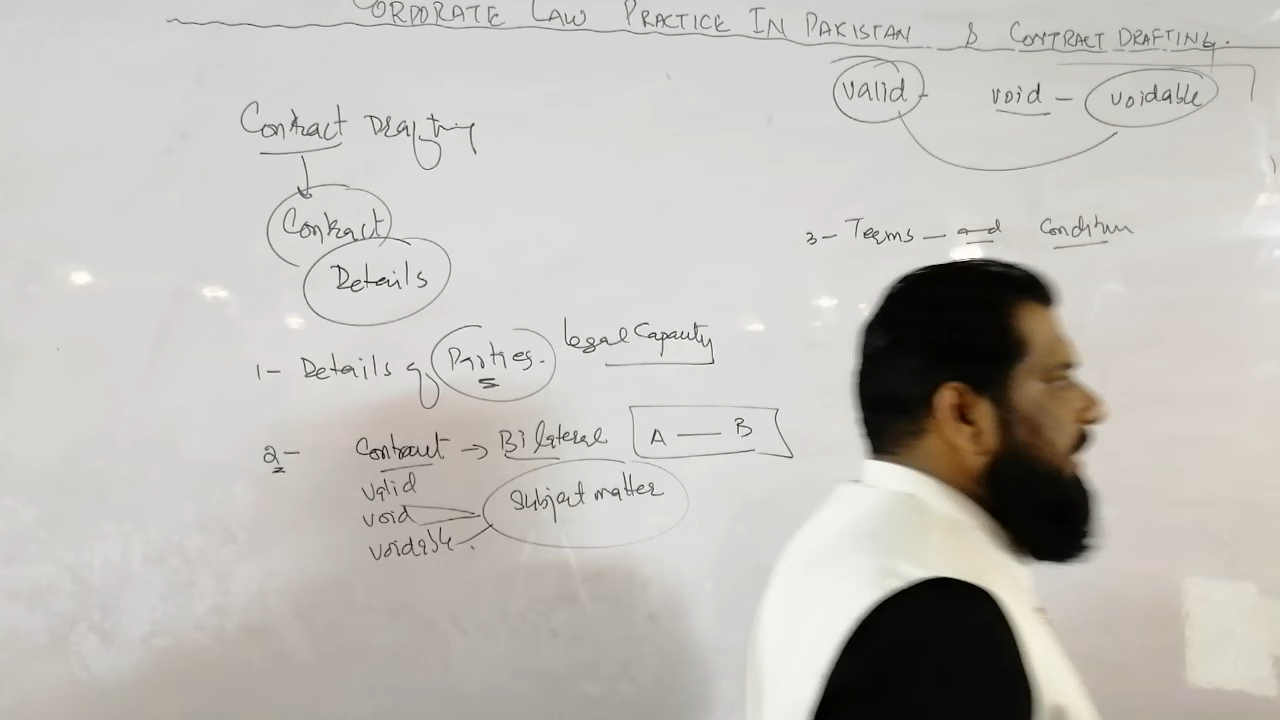 CORPORATE LAW PRACTICE IN PAKISTAN & CONTRACT DRAFTING.
valid - void - voidable
Contract Drafting
Contract
Details
3- Terms - and Condition
1- Details of Parties. legal Capacity
2- Contract → Bilateral A — B
valid
void
voidable
Subject matter